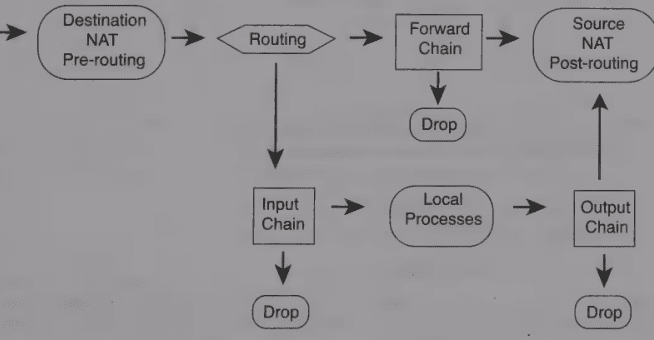 Destination
NAT
Pre-routing
Routing
Forward
Chain
Source
NAT
Post-routing
Drop
Input
Chain
Local
Processes
Output
Chain
Drop
Drop